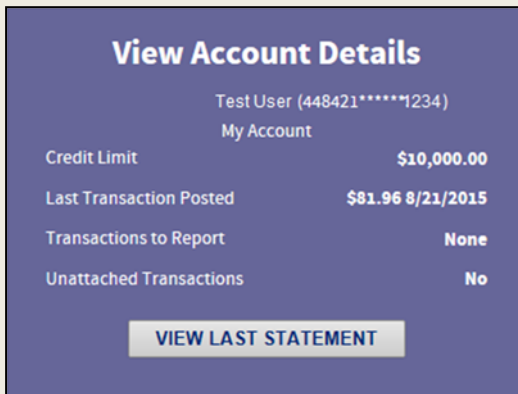 View Account Details
Test User (448421******1234)
My Account
Credit Limit $10,000.00
Last Transaction Posted $81.96 8/21/2015
Transactions to Report None
Unattached Transactions No
VIEW LAST STATEMENT